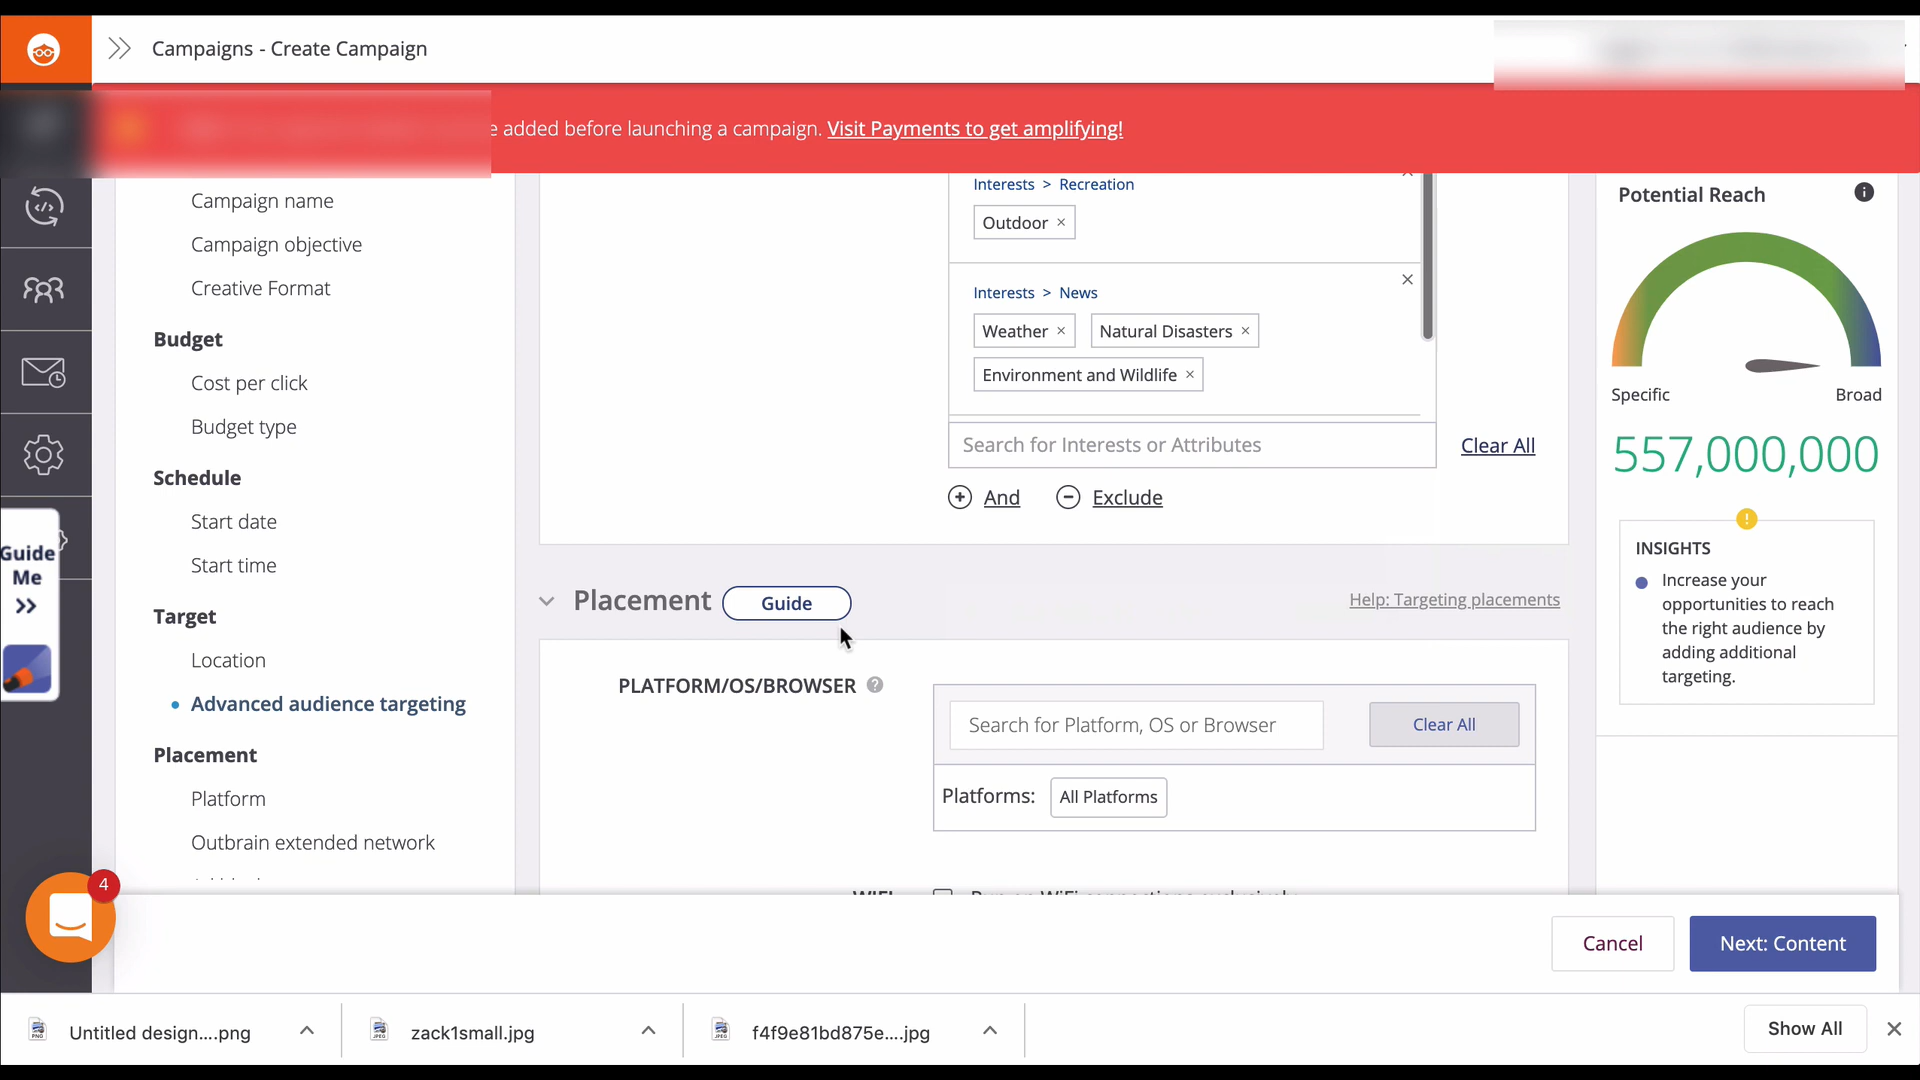 Campaigns - Create Campaign
e added before launching a campaign. Visit Payments to get amplifying!
Campaign name
Campaign objective
Creative Format
Budget
Cost per click
Budget type
Schedule
Start date
Start time
Target
Location
Advanced audience targeting
Placement
Platform
Outbrain extended network
Guide
Me
4
Interests > Recreation
Outdoor ×
Interests > News
Weather × Natural Disasters ×
Environment and Wildlife ×
Search for Interests or Attributes
Clear All
And Exclude
Placement Guide
Help: Targeting placements
PLATFORM/OS/BROWSER
Search for Platform, OS or Browser
Clear All
Platforms: All Platforms
Potential Reach
Specific Broad
557,000,000
INSIGHTS
Increase your
opportunities to reach
the right audience by
adding additional
targeting.
Cancel Next: Content
Untitled design....png
zack1small.jpg
f4f9e81bd875e....jpg
Show All